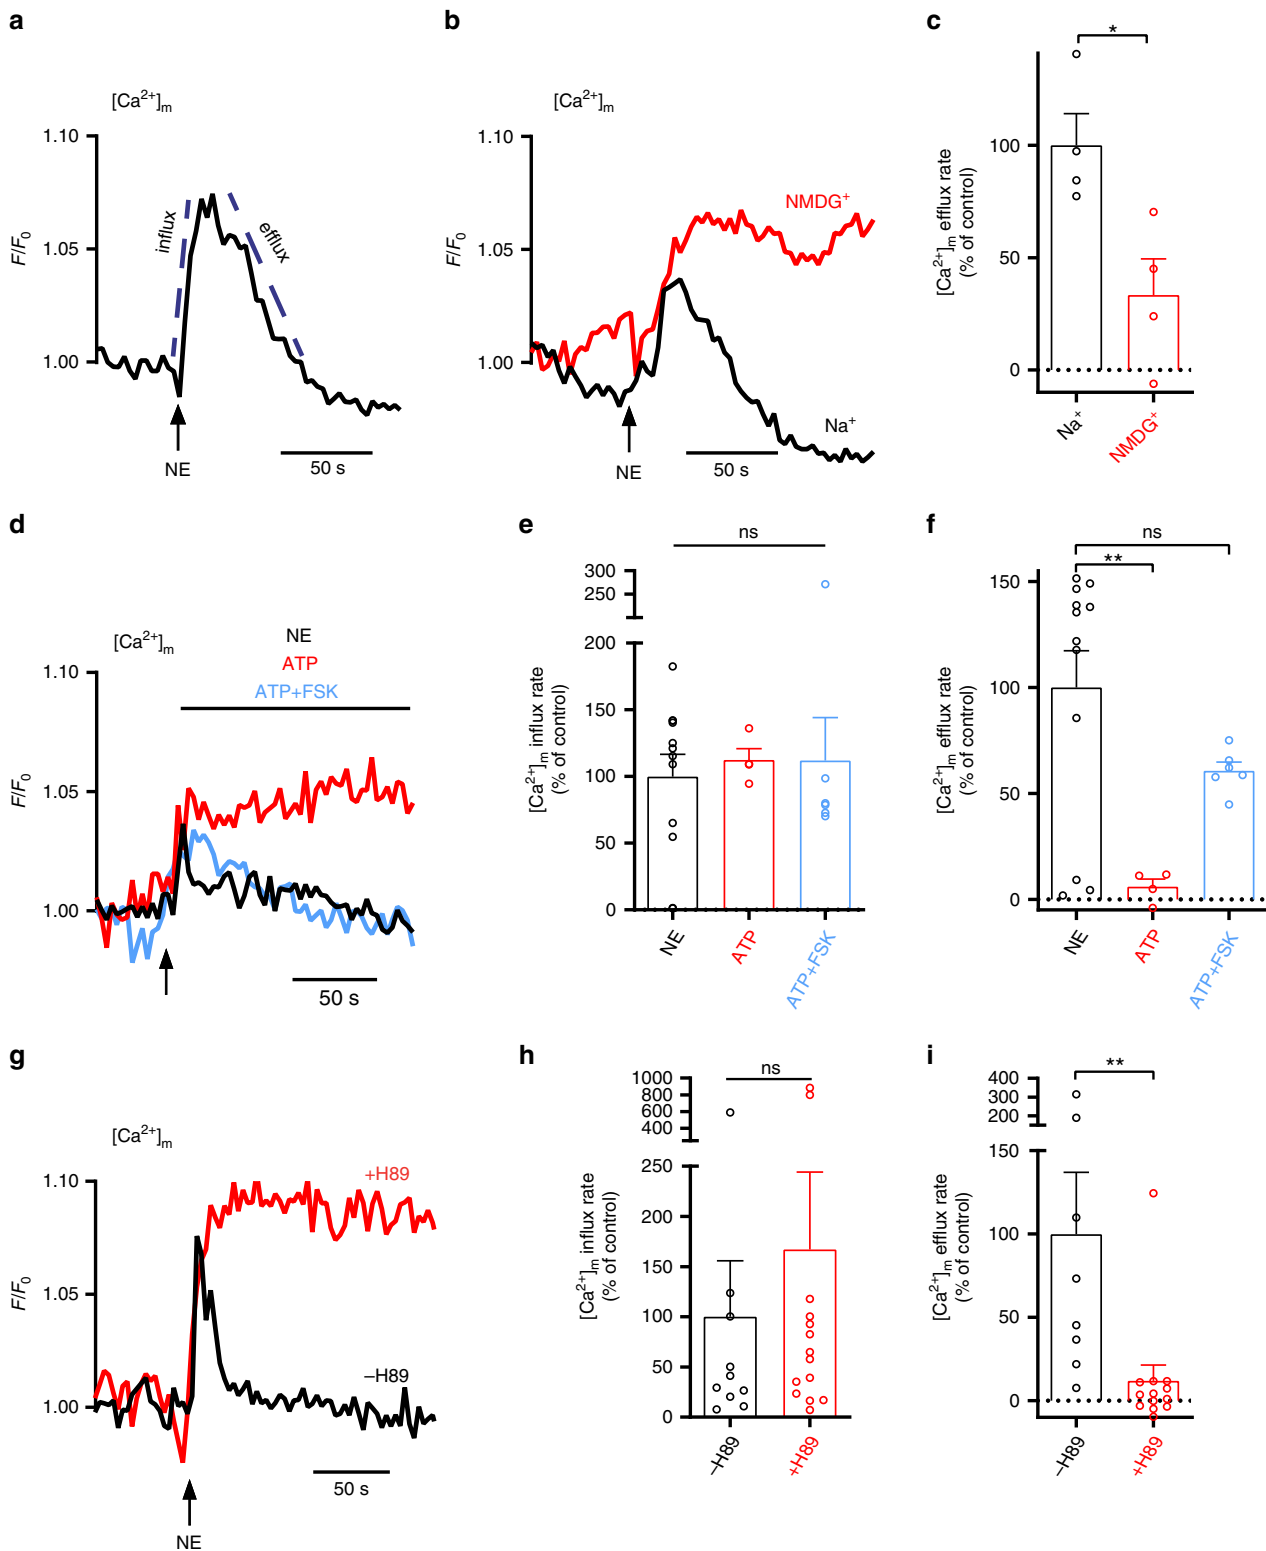 a
[Ca²⁺]ₘ
F/F₀
1.10
1.05
1.00
influx
efflux
NE
50 s
b
[Ca²⁺]ₘ
F/F₀
1.10
1.05
1.00
NMDG⁺
Na⁺
NE
50 s
c
*
[Ca²⁺]ₘ efflux rate
(% of control)
100
50
0
Na⁺
NMDG⁺
d
[Ca²⁺]ₘ
NE
ATP
ATP+FSK
F/F₀
1.10
1.05
1.00
50 s
e
ns
[Ca²⁺]ₘ influx rate
(% of control)
300
250
200
150
100
50
0
NE
ATP
ATP+FSK
f
ns
**
[Ca²⁺]ₘ efflux rate
(% of control)
150
100
50
0
NE
ATP
ATP+FSK
g
[Ca²⁺]ₘ
F/F₀
1.10
1.05
1.00
+H89
–H89
NE
50 s
h
ns
[Ca²⁺]ₘ influx rate
(% of control)
1000
800
600
400
250
200
150
100
50
0
–H89
+H89
i
**
[Ca²⁺]ₘ efflux rate
(% of control)
400
300
200
150
100
50
0
–H89
+H89